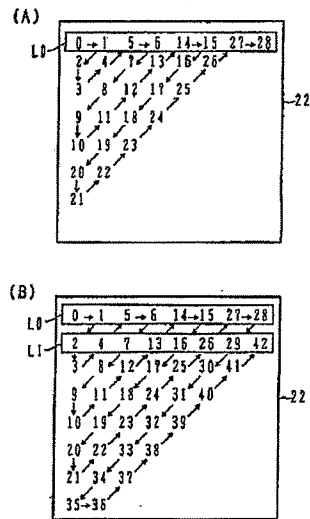 (A)
L0 0 → 1 5 → 6 14 → 15 27 → 28
2 4 7 13 16 26
3 8 12 17 25
9 11 18 24
10 19 23
20 22
21
22
(B)
L0 0 → 1 5 → 6 14 → 15 27 → 28
L1 2 4 7 13 16 26 29 42
3 8 12 17 25 30 41
9 11 18 24 31 40
10 19 23 32 39
20 22 33 38
21 34 37
35 → 36
22